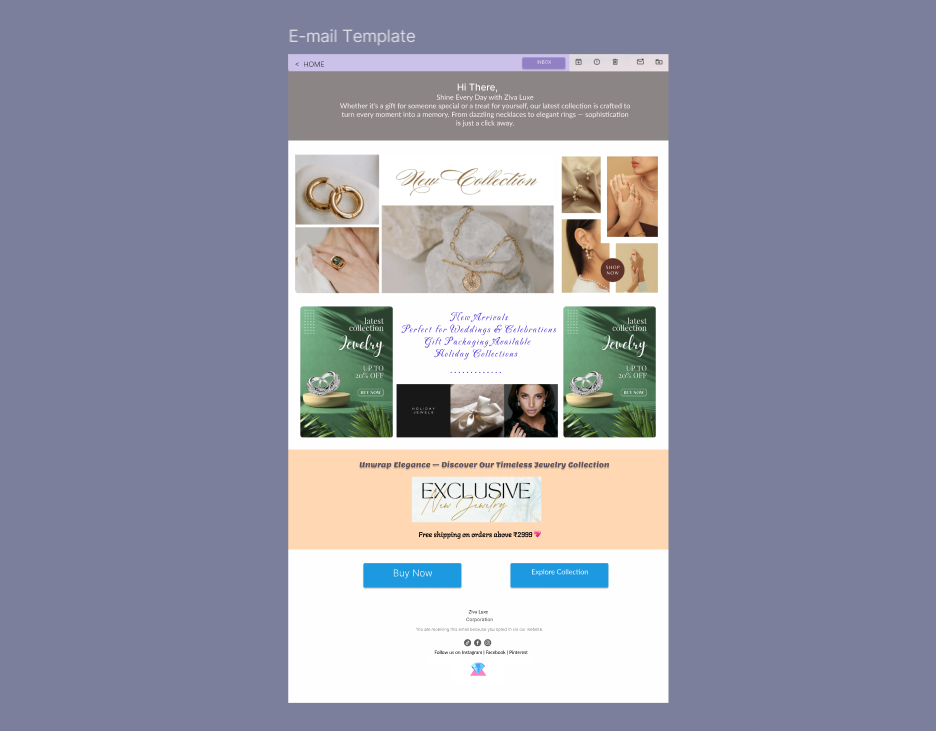 E-mail Template
< HOME
INBOX
Hi There,
Shine Every Day with Ziva Luxe
Whether it's a gift for someone special or a treat for yourself, our latest collection is crafted to
turn every moment into a memory. From dazzling necklaces to elegant rings — sophistication
is just a click away.
New Collection
SHOP
NOW
latest
collection
Jewelry
UP TO
20% OFF
BUY NOW
New Arrivals
Perfect for Weddings & Celebrations
Gift Packaging Available
Holiday Collections
.............
HOLIDAY
JEWELS
latest
collection
Jewelry
UP TO
20% OFF
BUY NOW
Unwrap Elegance — Discover Our Timeless Jewelry Collection
EXCLUSIVE
New Jewelry
Free shipping on orders above ₹2999 💖
Buy Now
Explore Collection
Ziva Luxe
Corporation
You are receiving this email because you opted in via our website.
Follow us on Instagram | Facebook | Pinterest